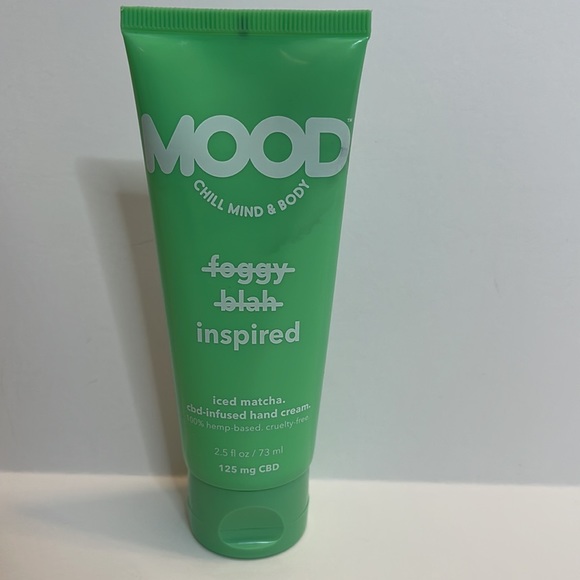 MOOD™
CHILL MIND & BODY
foggy
blah
inspired
iced matcha.
cbd-infused hand cream.
100% hemp-based. cruelty free
2.5 fl oz / 73 ml
125 mg CBD